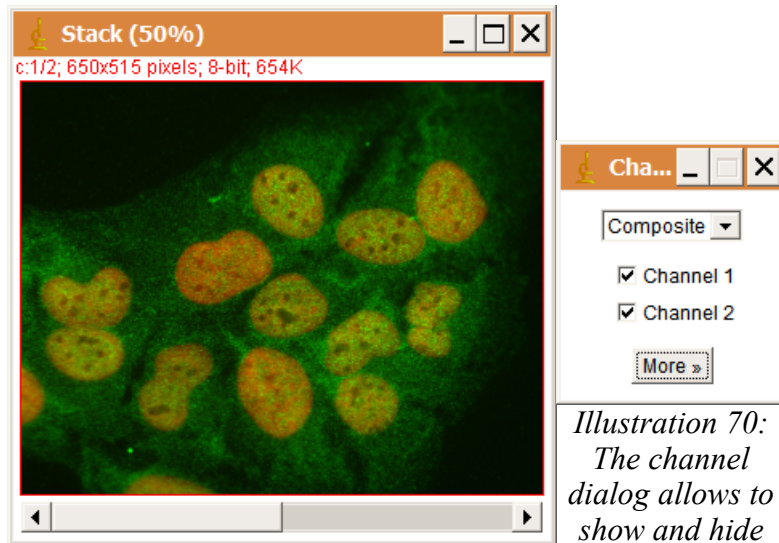 Stack (50%)
c:1/2; 650x515 pixels; 8-bit; 654K
Cha...
Composite
Channel 1
Channel 2
More »
Illustration 70:
The channel
dialog allows to
show and hide